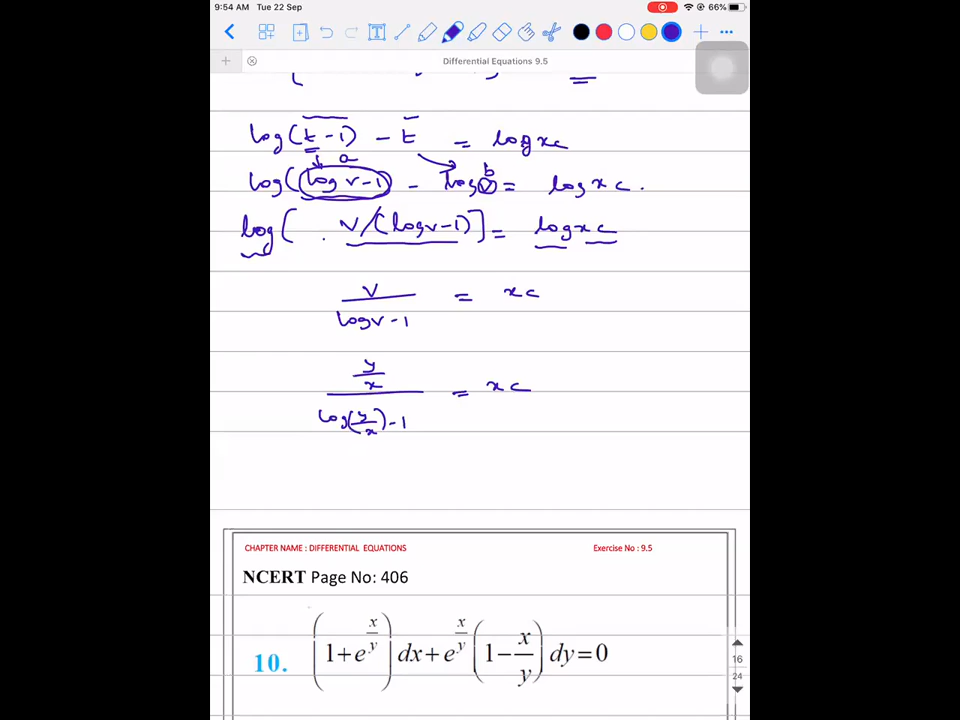 9:54 AM Tue 22 Sep 66%
Differential Equations 9.5
log(t-1) - t = log xc
a b
log(log v-1) - log v = log xc.
log( . v/(log v-1)] = log xc
v/(log v-1) = xc
(y/x)/(log(y/x)-1) = xc
CHAPTER NAME : DIFFERENTIAL EQUATIONS Exercise No : 9.5
NCERT Page No: 406
10. (1+e^(x/y)) dx+e^(x/y) (1-x/y) dy=0
16
24